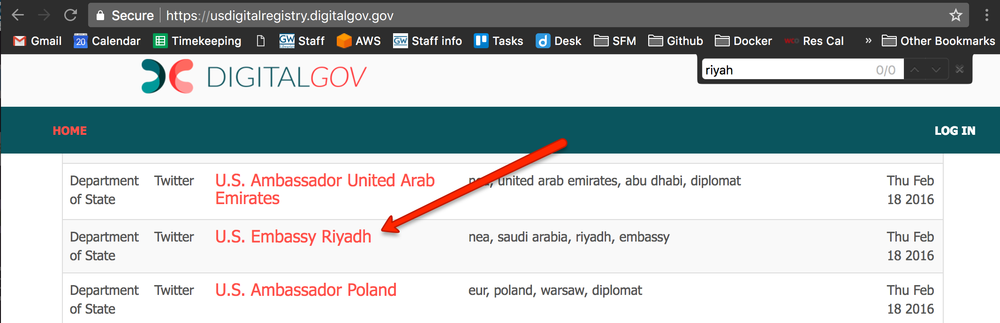 Secure https://usdigitalregistry.digitalgov.gov
Gmail 20 Calendar Timekeeping GW Libraries Staff AWS GW Staff info Tasks d Desk SFM Github Docker WCO Res Cal » Other Bookmarks
riyah 0/0
DIGITALGOV
HOME LOG IN
Department Twitter U.S. Ambassador United Arab united arab emirates, abu dhabi, diplomat Thu Feb
of State Emirates 18 2016
Department Twitter U.S. Embassy Riyadh nea, saudi arabia, riyadh, embassy Thu Feb
of State 18 2016
Department Twitter U.S. Ambassador Poland eur, poland, warsaw, diplomat Thu Feb
of State 18 2016